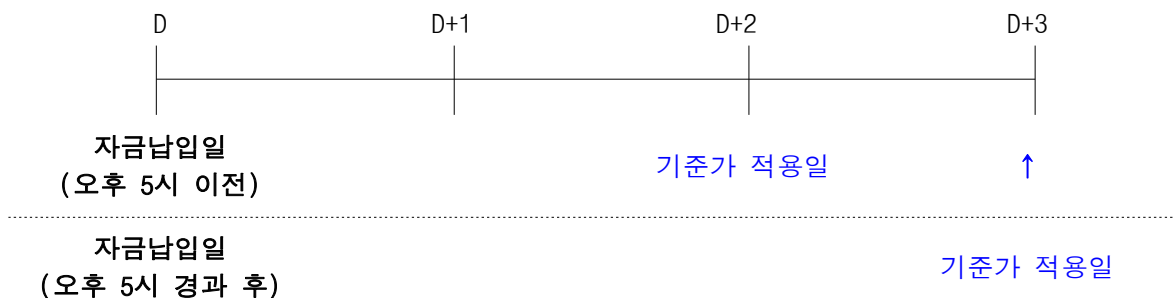 D D+1 D+2 D+3
자금납입일
(오후 5시 이전)
기준가 적용일 ↑
자금납입일
(오후 5시 경과 후)
기준가 적용일